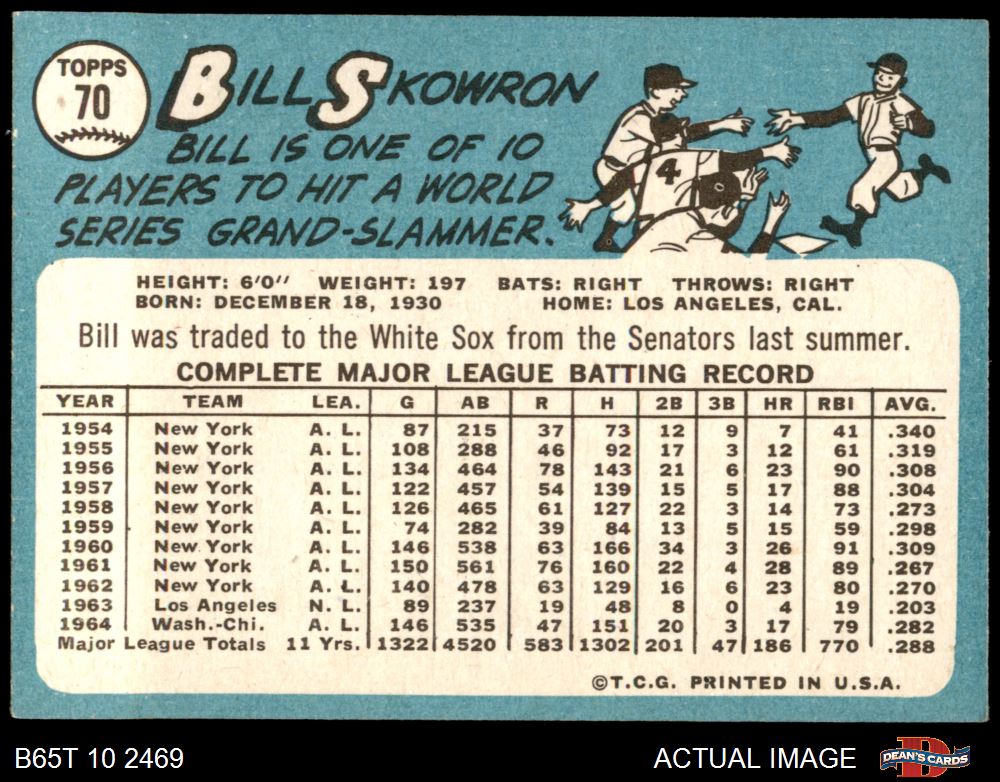 TOPPS
70
BILL SKOWRON
BILL IS ONE OF 10
PLAYERS TO HIT A WORLD
SERIES GRAND-SLAMMER.
4
HEIGHT: 6'0" WEIGHT: 197 BATS: RIGHT THROWS: RIGHT
BORN: DECEMBER 18, 1930 HOME: LOS ANGELES, CAL.
Bill was traded to the White Sox from the Senators last summer.
COMPLETE MAJOR LEAGUE BATTING RECORD
YEAR TEAM LEA. G AB R H 2B 3B HR RBI AVG.
1954 New York A. L. 87 215 37 73 12 9 7 41 .340
1955 New York A. L. 108 288 46 92 17 3 12 61 .319
1956 New York A. L. 134 464 78 143 21 6 23 90 .308
1957 New York A. L. 122 457 54 139 15 5 17 88 .304
1958 New York A. L. 126 465 61 127 22 3 14 73 .273
1959 New York A. L. 74 282 39 84 13 5 15 59 .298
1960 New York A. L. 146 538 63 166 34 3 26 91 .309
1961 New York A. L. 150 561 76 160 22 4 28 89 .267
1962 New York A. L. 140 478 63 129 16 6 23 80 .270
1963 Los Angeles N. L. 89 237 19 48 8 0 4 19 .203
1964 Wash.-Chi. A. L. 146 535 47 151 20 3 17 79 .282
Major League Totals 11 Yrs. 1322 4520 583 1302 201 47 186 770 .288
©T.C.G. PRINTED IN U.S.A.
B65T 10 2469 ACTUAL IMAGE D DEAN'S CARDS